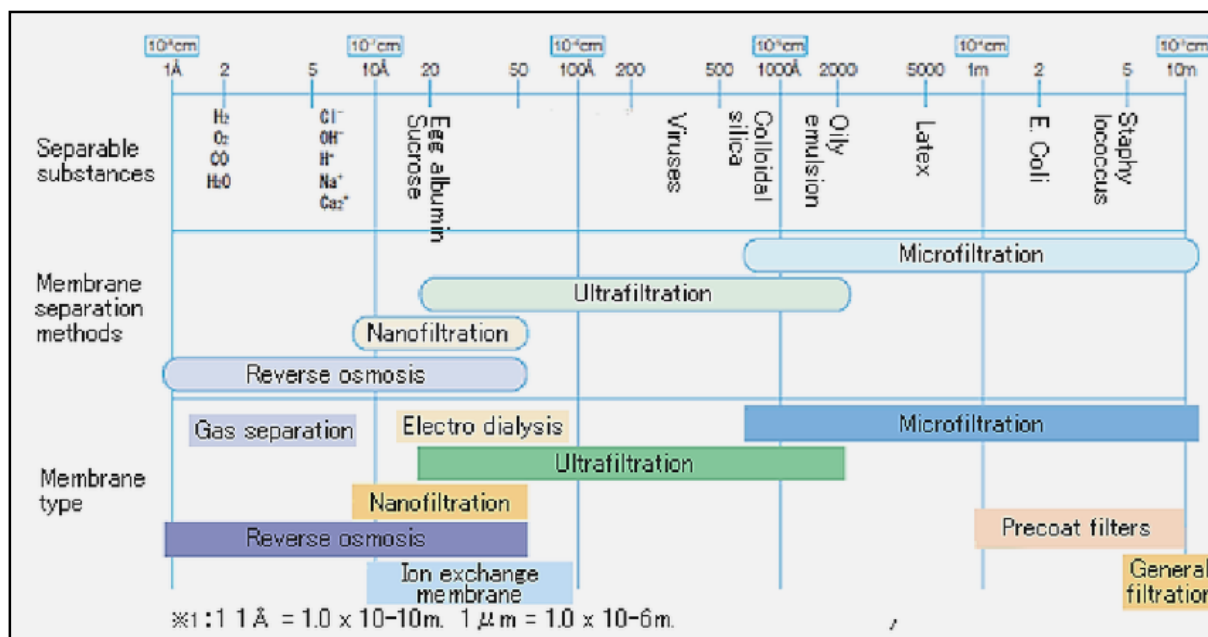 10⁻⁸cm 10⁻⁷cm 10⁻⁶cm 10⁻⁵cm 10⁻⁴cm 10⁻³cm
1Å 2 5 10Å 20 50 100Å 200 500 1000Å 2000 5000 1m 2 5 10m
Separable
substances
H₂
O₂
CO
H₂O
Cl⁻
OH⁻
H⁺
Na⁺
Ca₂⁺
Egg albumin
Sucrose
Viruses
Colloidal
silica
Oily
emulsion
Latex
E. Coli
Staphy
lococcus
Membrane
separation
methods
Microfiltration
Ultrafiltration
Nanofiltration
Reverse osmosis
Membrane
type
Gas separation
Electro dialysis
Microfiltration
Ultrafiltration
Nanofiltration
Reverse osmosis
Precoat filters
Ion exchange
membrane
General
filtration
※1:1 1Å = 1.0 x 10-10m. 1μm = 1.0 x 10-6m.